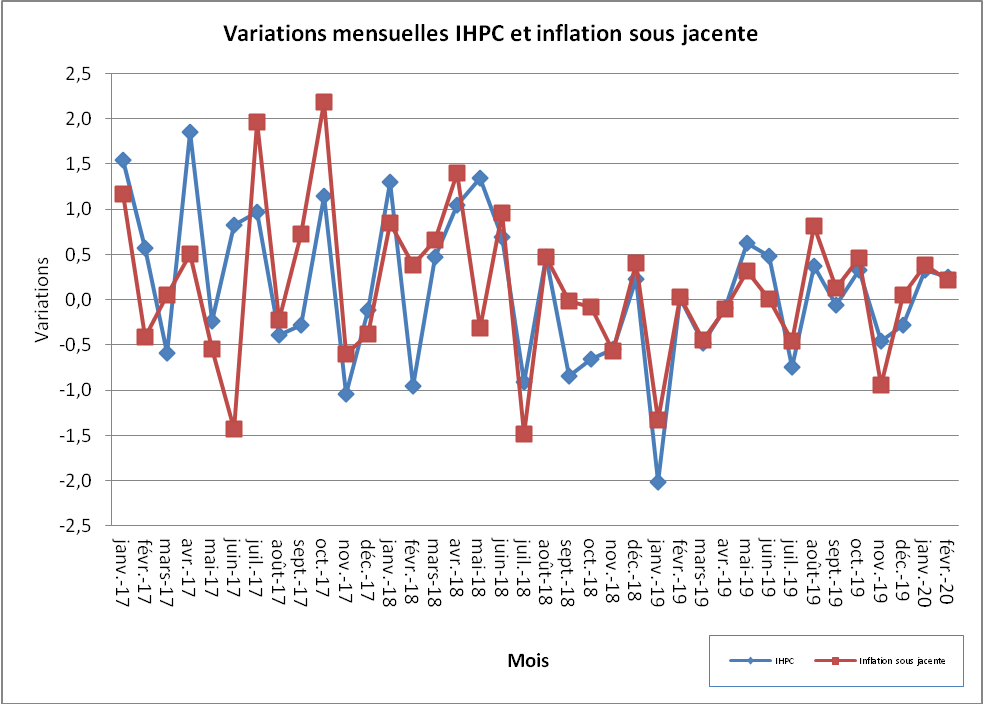 Variations mensuelles IHPC et inflation sous jacente
2,5
2,0
1,5
1,0
0,5
0,0
-0,5
-1,0
-1,5
-2,0
-2,5
Variations
janv.-17
févr.-17
mars-17
avr.-17
mai-17
juin-17
juil.-17
août-17
sept.-17
oct.-17
nov.-17
déc.-17
janv.-18
févr.-18
mars-18
avr.-18
mai-18
juin-18
juil.-18
août-18
sept.-18
oct.-18
nov.-18
déc.-18
janv.-19
févr.-19
mars-19
avr.-19
mai-19
juin-19
juil.-19
août-19
sept.-19
oct.-19
nov.-19
déc.-19
janv.-20
févr.-20
Mois
IHPC
Inflation sous jacente